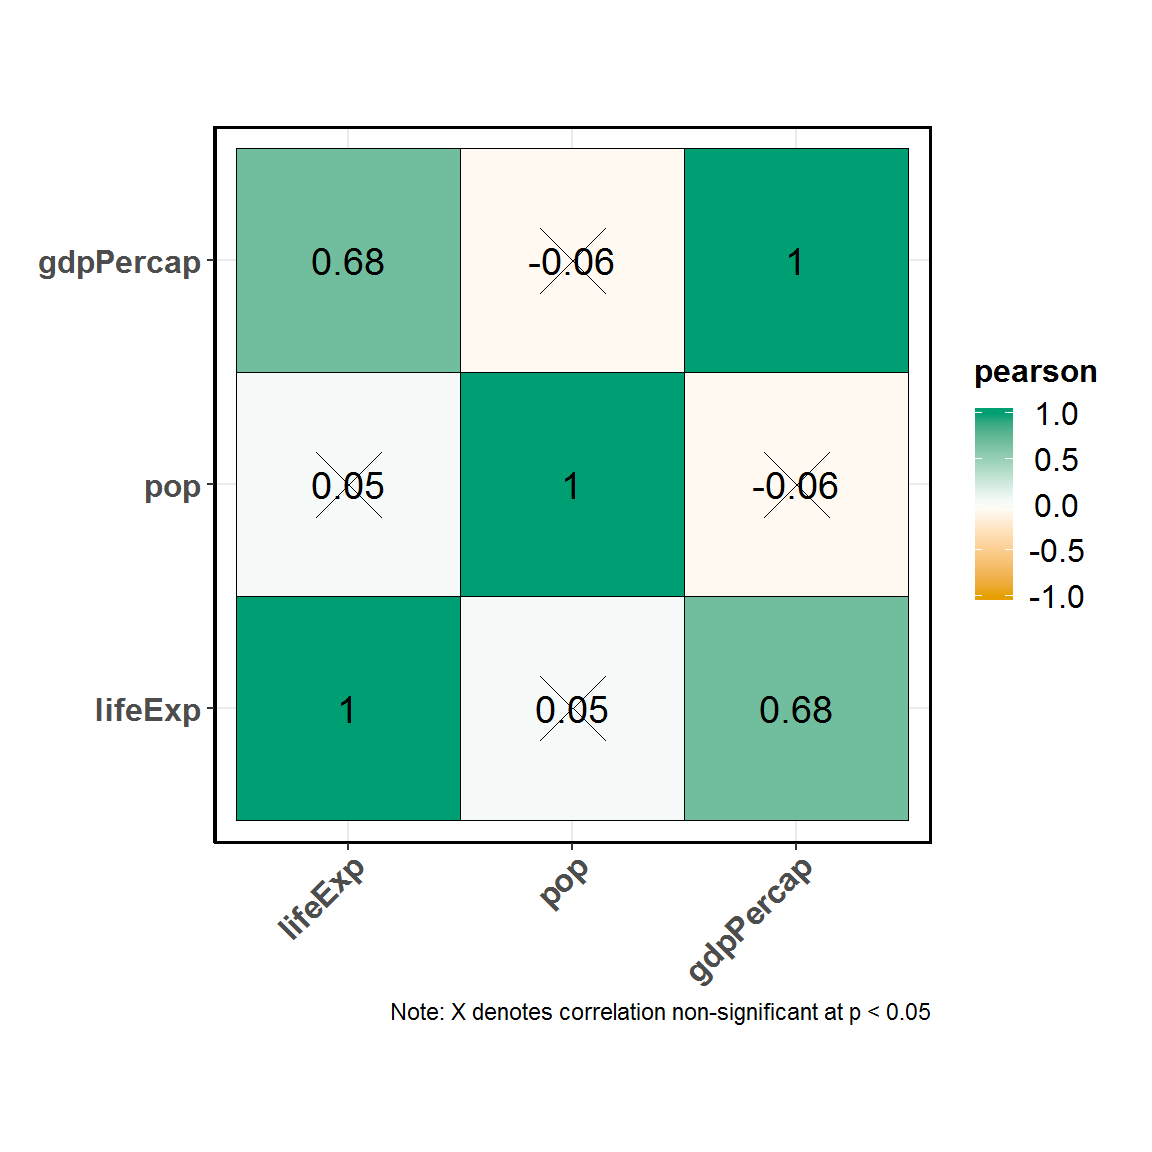 gdpPercap 0.68 -0.06 1
pop 0.05 1 -0.06
lifeExp 1 0.05 0.68
lifeExp pop gdpPercap
pearson
1.0
0.5
0.0
-0.5
-1.0
Note: X denotes correlation non-significant at p < 0.05